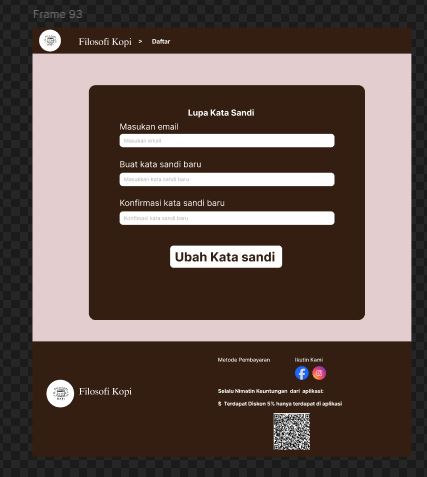 Frame 93
Filosofi Kopi > Daftar
Lupa Kata Sandi
Masukan email
Masukan email
Buat kata sandi baru
Masukkan kata sandi baru
Konfirmasi kata sandi baru
Konfirmasi kata sandi baru
Ubah Kata sandi
Metode Pembayaran
Ikutin Kami
Filosofi Kopi
Selalu Nimatin Keuntungan dari aplikasi:
$ Terdapat Diskon 5% hanya terdapat di aplikasi